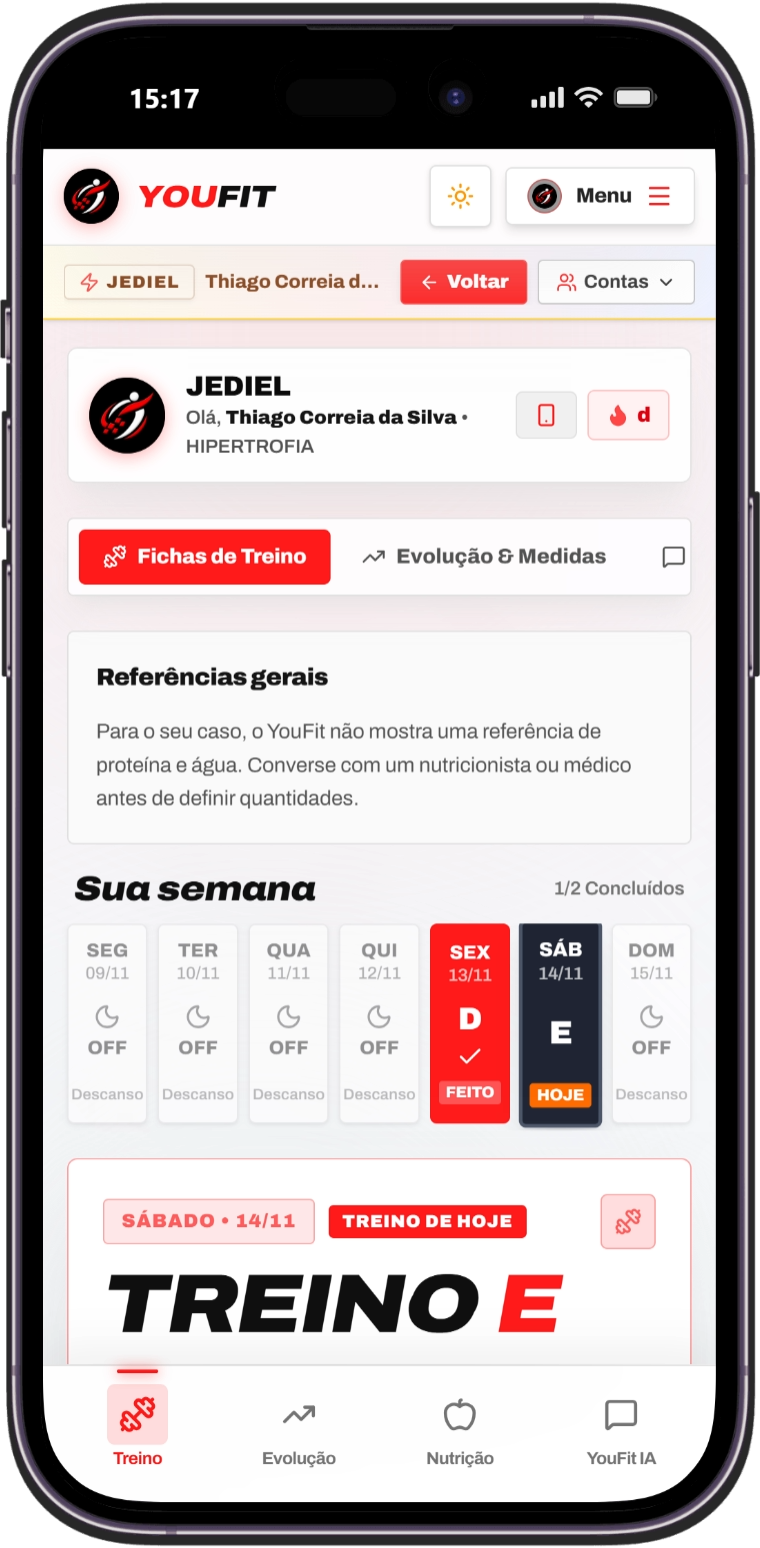 15:17
YOUFIT
Menu
JEDIEL
Thiago Correia d...
Voltar
Contas
JEDIEL
Olá, Thiago Correia da Silva •
HIPERTROFIA
d
Fichas de Treino
Evolução & Medidas
Referências gerais
Para o seu caso, o YouFit não mostra uma referência de
proteína e água. Converse com um nutricionista ou médico
antes de definir quantidades.
Sua semana
1/2 Concluídos
SEG TER QUA QUI SEX SÁB DOM
09/11 10/11 11/11 12/11 13/11 14/11 15/11
OFF OFF OFF OFF D E OFF
Descanso Descanso Descanso Descanso FEITO HOJE Descanso
SÁBADO • 14/11
TREINO DE HOJE
TREINO E
Treino
Evolução
Nutrição
YouFit IA